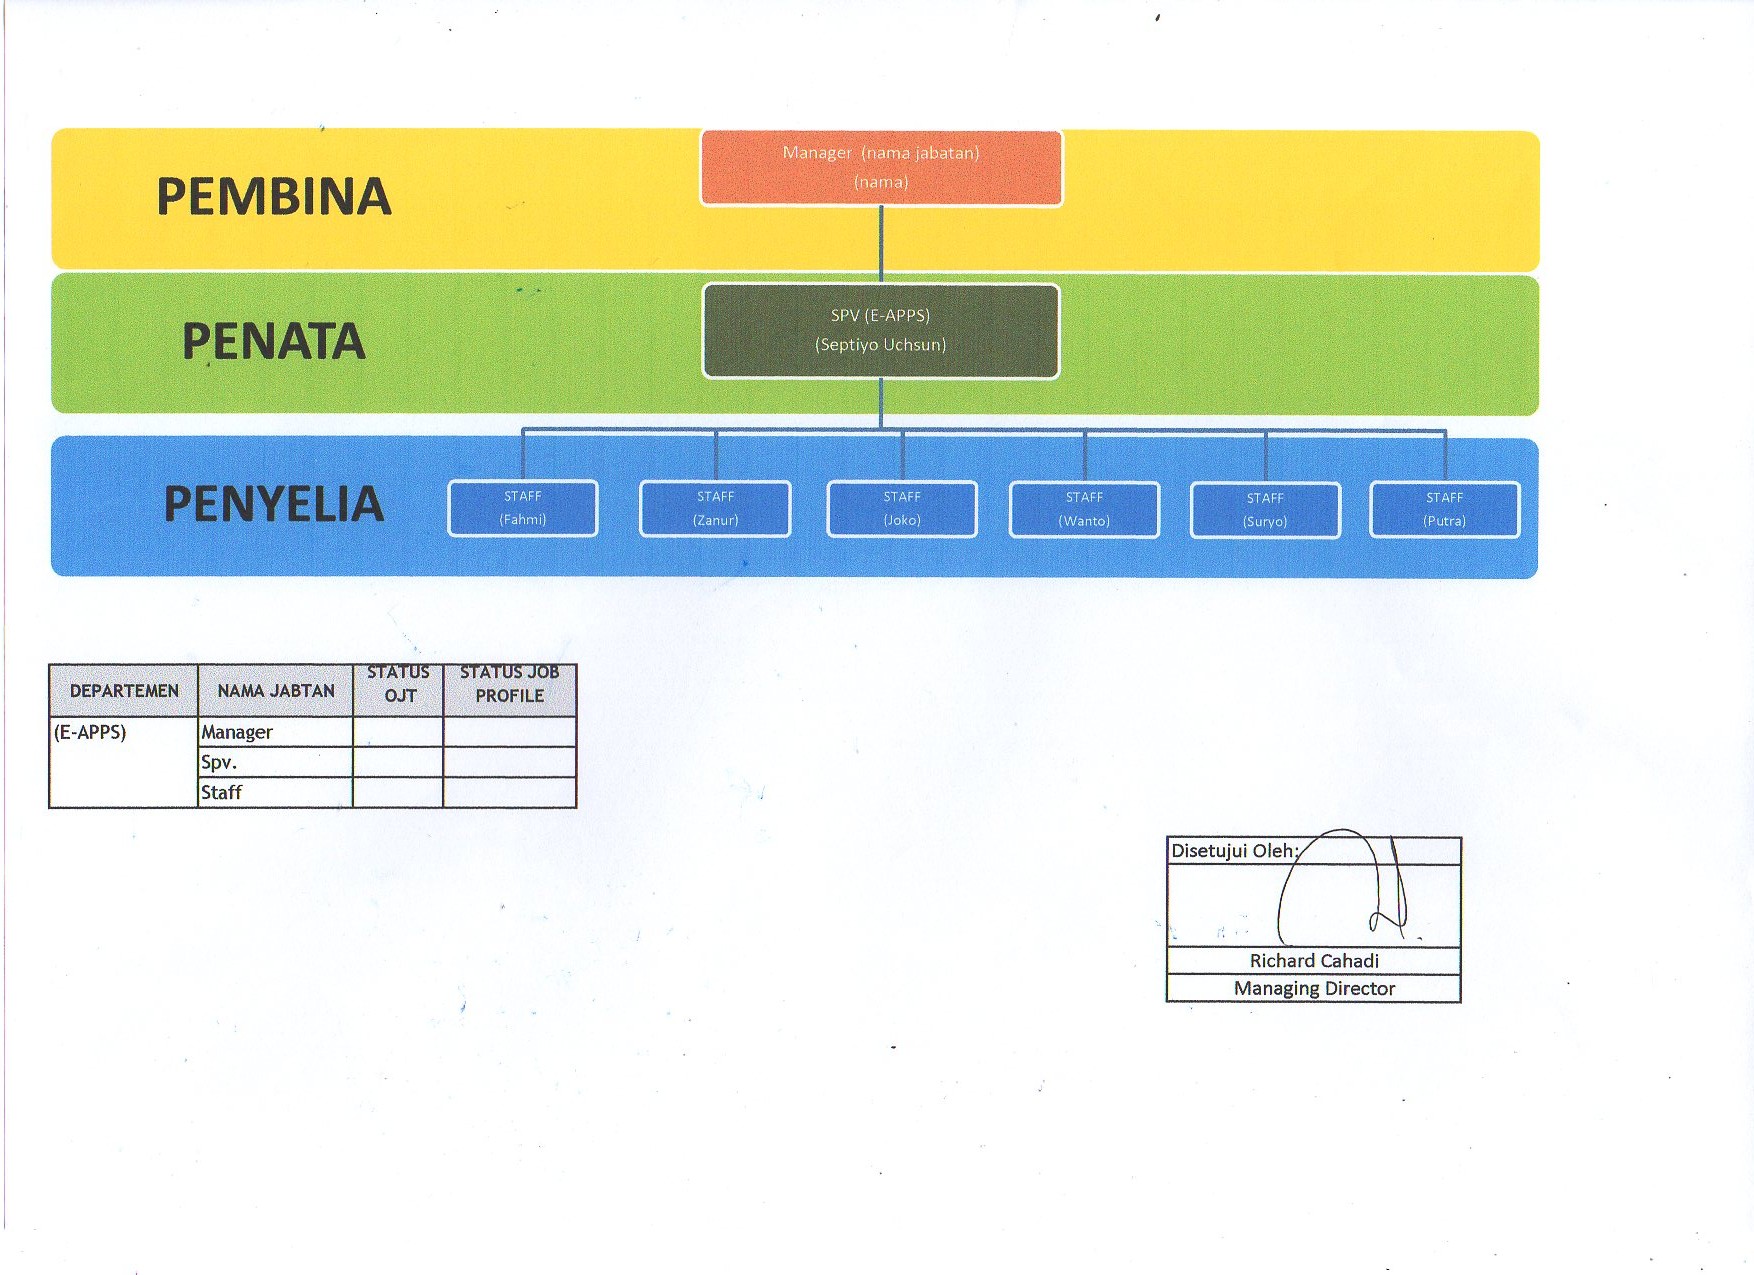 PEMBINA
Manager (nama jabatan)
(nama)
PENATA
SPV (E-APPS)
(Septiyo Uchsun)
PENYELIA
STAFF
(Fahmi)
STAFF
(Zanur)
STAFF
(Joko)
STAFF
(Wanto)
STAFF
(Suryo)
STAFF
(Putra)
DEPARTEMEN
NAMA JABTAN
STATUS
OJT
STATUS JOB
PROFILE
(E-APPS)
Manager
Spv.
Staff
Disetujui Oleh:
Richard Cahadi
Managing Director